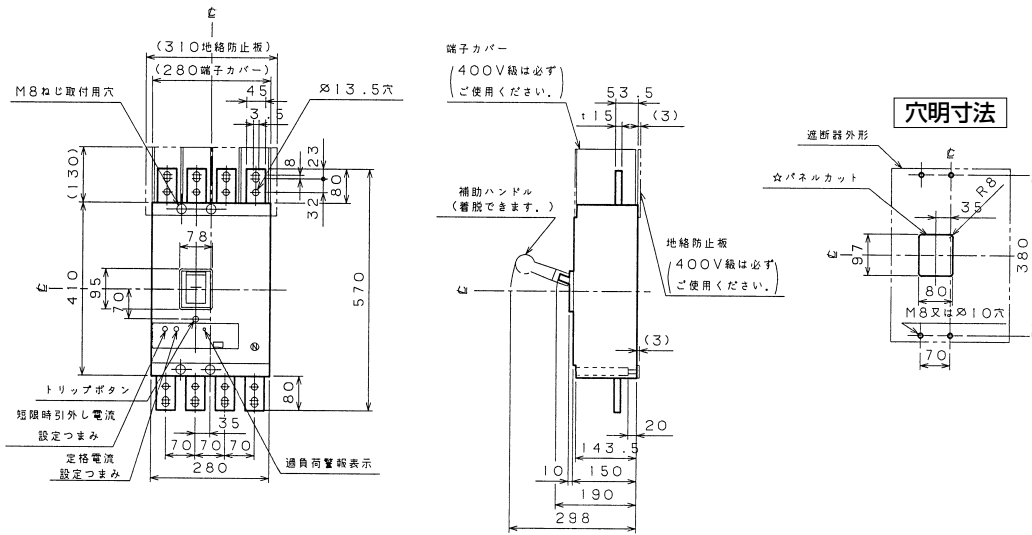 ℄
(310地絡防止板)
(280端子カバー)
M8ねじ取付用穴
45
Ø13.5穴
3.5
8
23
80
32
(130)
78
95
70
410
℄
570
トリップボタン
短限時引外し電流
設定つまみ
定格電流
設定つまみ
N
80
35
70
70
70
280
過負荷警報表示
端子カバー
(400V級は必ず
ご使用ください.)
53.5
t15
(3)
補助ハンドル
(着脱できます.)
地絡防止板
(400V級は必ず
ご使用ください.)
℄
(3)
20
143.5
10
150
190
298
穴明寸法
遮断器外形
℄
☆パネルカット
R8
35
97
℄
80
380
M8又はØ10穴
70